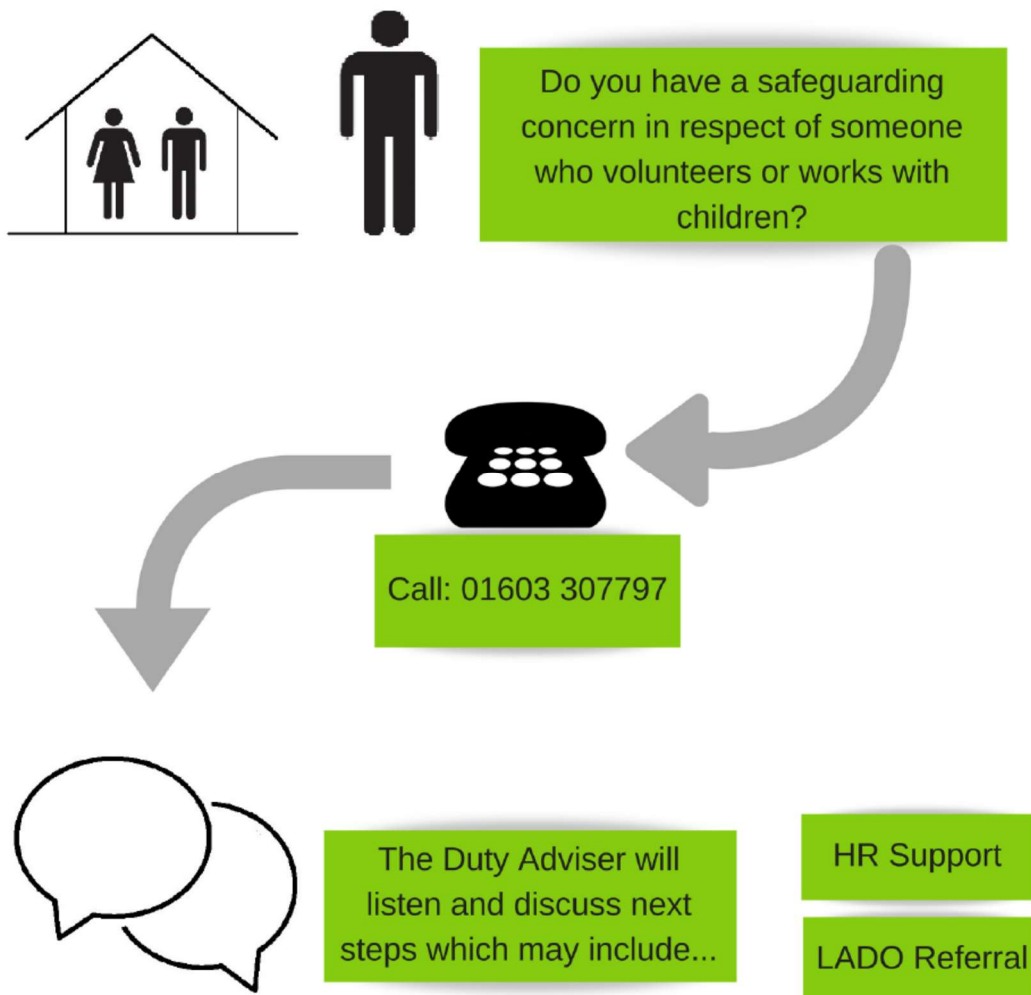 Do you have a safeguarding
concern in respect of someone
who volunteers or works with
children?
Call: 01603 307797
The Duty Adviser will
listen and discuss next
steps which may include...
HR Support
LADO Referral